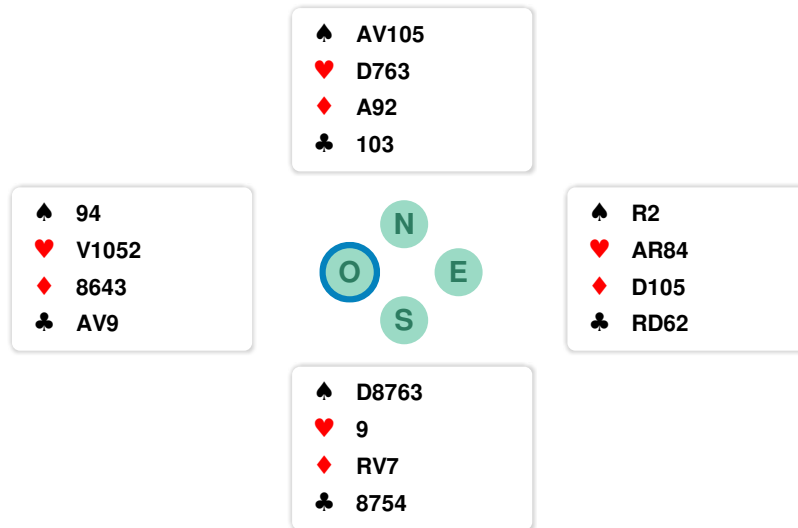 ♠ AV105
♥ D763
♦ A92
♣ 103
♠ 94
♥ V1052
♦ 8643
♣ AV9
N
O
E
S
♠ R2
♥ AR84
♦ D105
♣ RD62
♠ D8763
♥ 9
♦ RV7
♣ 8754